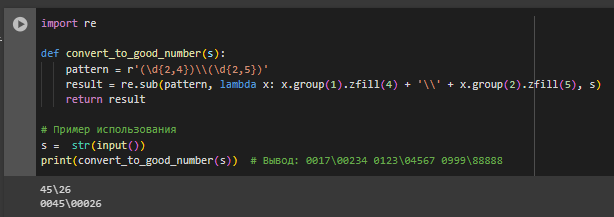 import re
def convert_to_good_number(s):
    pattern = r'(\d{2,4})\\(\d{2,5})'
    result = re.sub(pattern, lambda x: x.group(1).zfill(4) + '\\' + x.group(2).zfill(5), s)
    return result
# Пример использования
s =  str(input())
print(convert_to_good_number(s))  # Вывод: 0017\00234 0123\04567 0999\88888
45\26
0045\00026